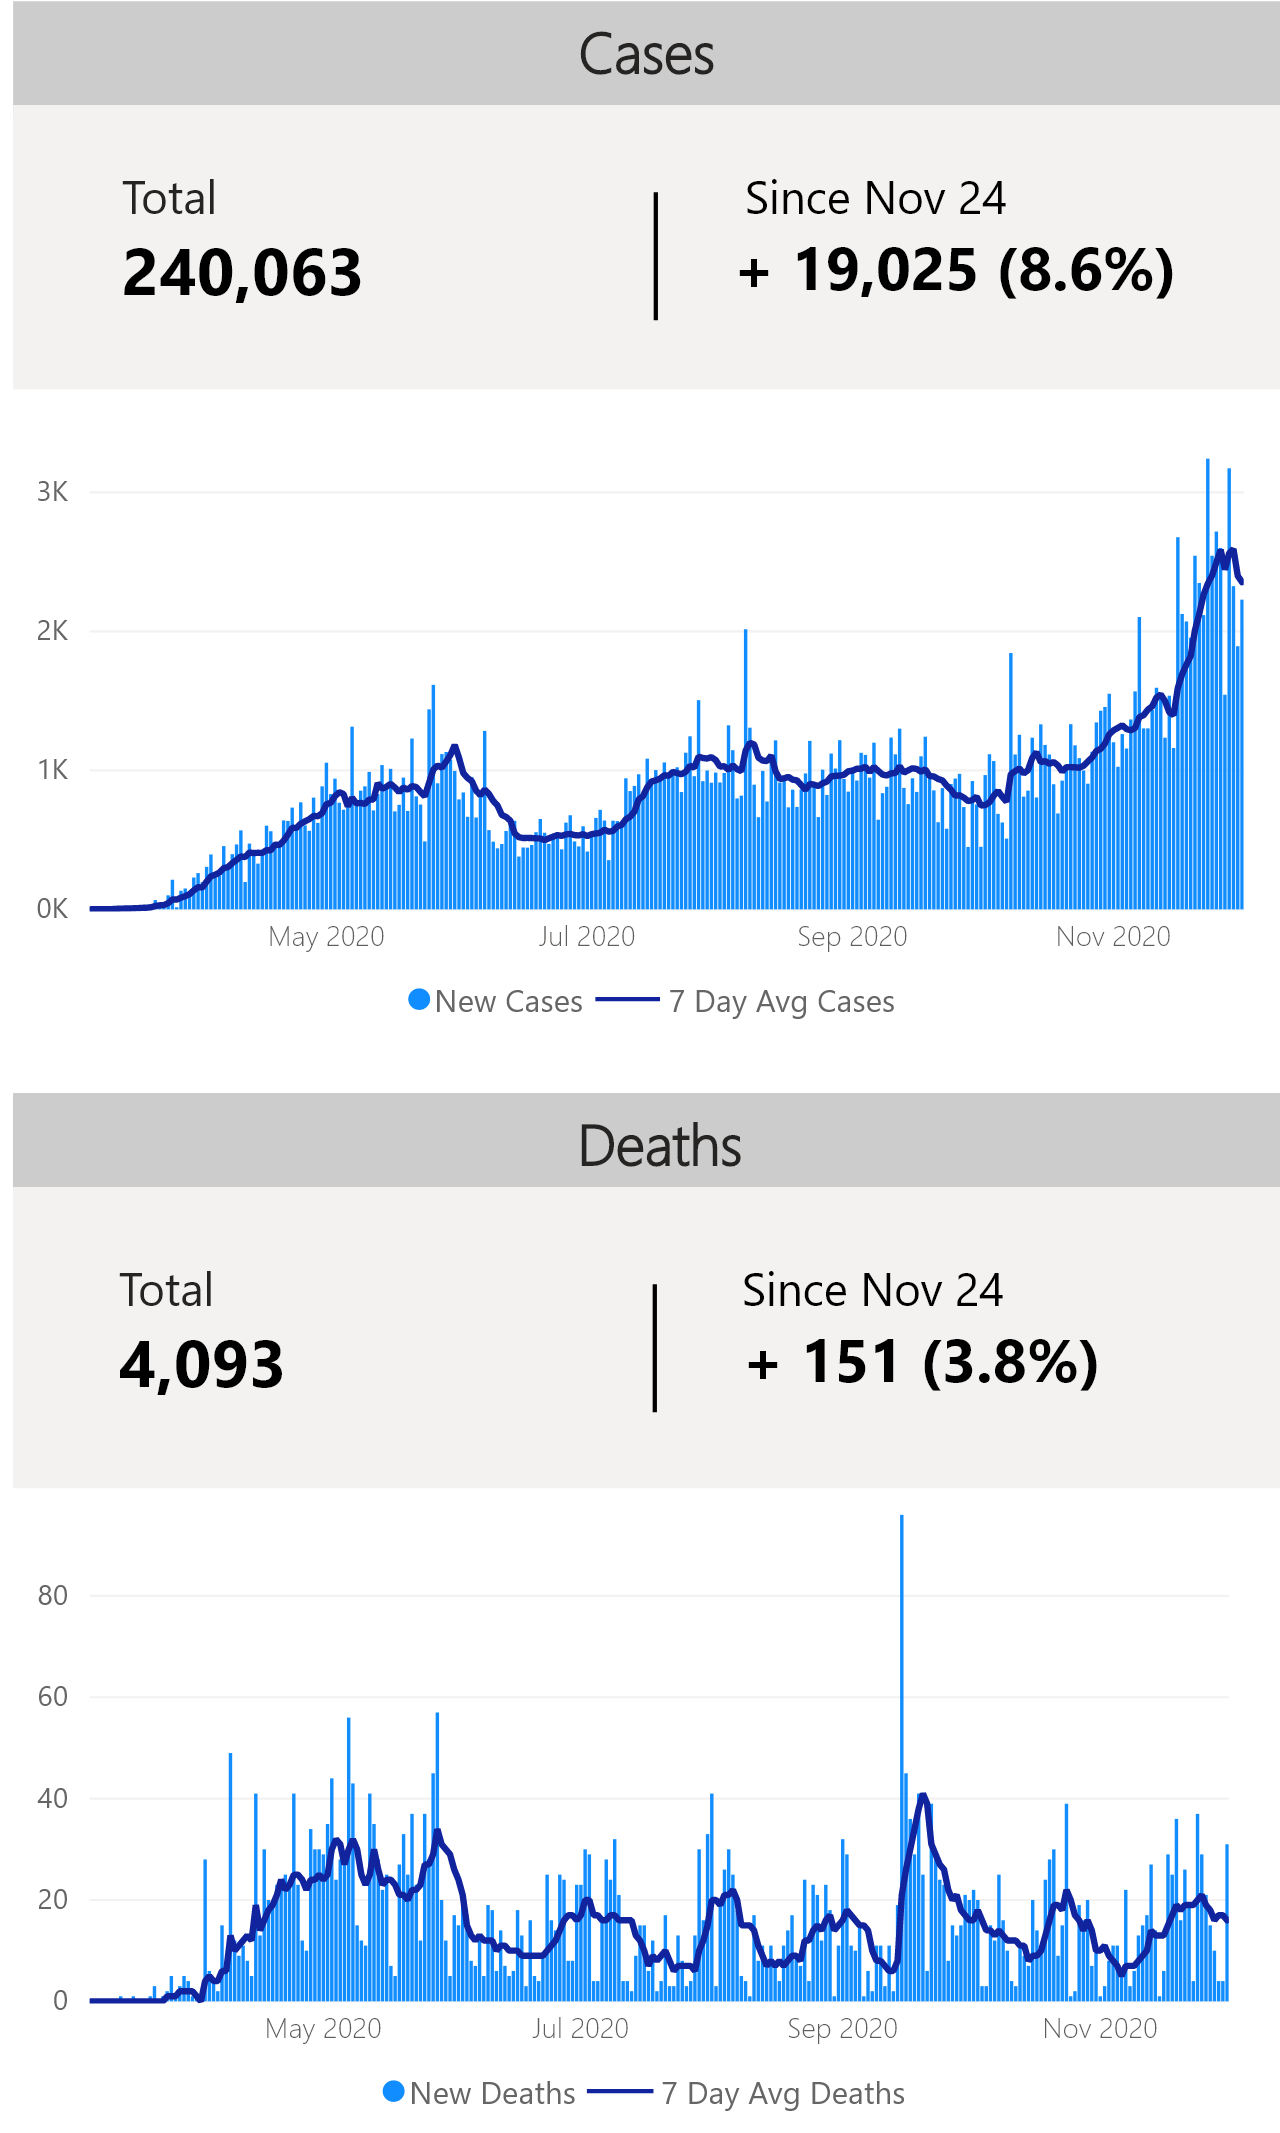 Cases
Total
Since Nov 24
240,063
+ 19,025 (8.6%)
3K
2K
1K
0K
May 2020
Jul 2020
Sep 2020
Nov 2020
New Cases
7 Day Avg Cases
Deaths
Total
Since Nov 24
4,093
+ 151 (3.8%)
80
60
40
20
0
May 2020
Jul 2020
Sep 2020
Nov 2020
New Deaths
7 Day Avg Deaths